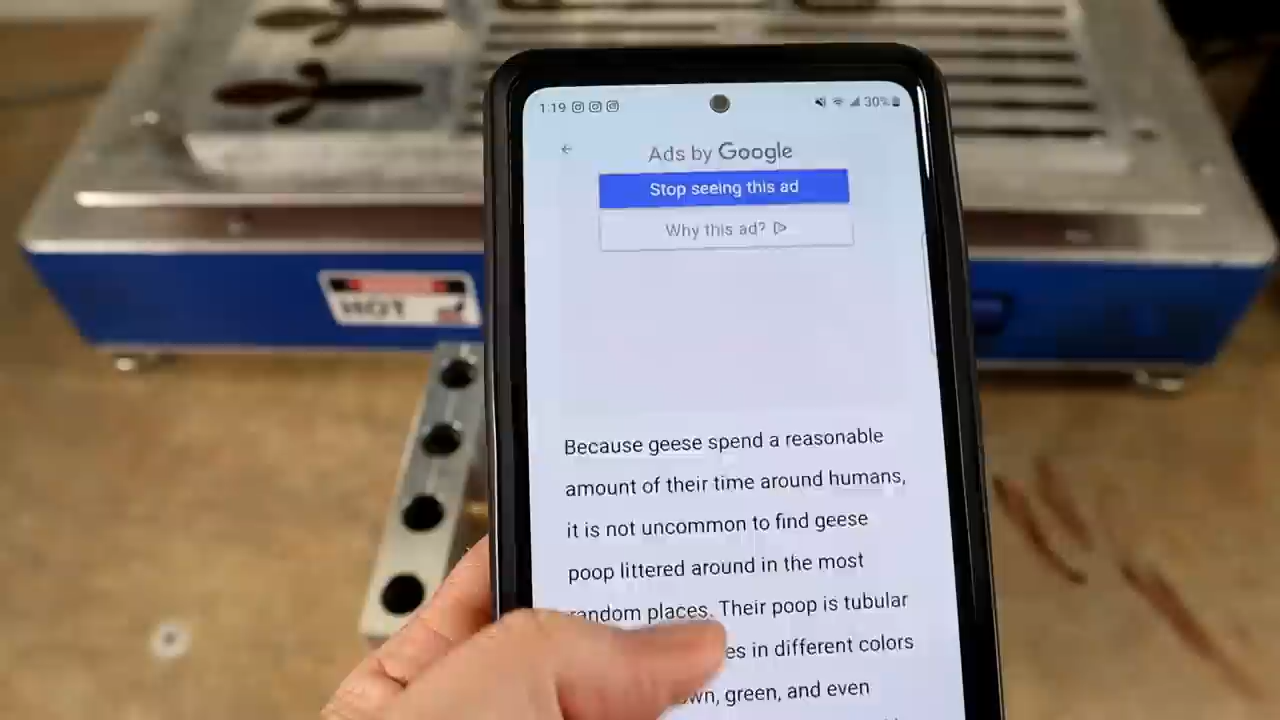 1:19
30%
Ads by Google
Stop seeing this ad
Why this ad?
HOT
Because geese spend a reasonable
amount of their time around humans,
it is not uncommon to find geese
poop littered around in the most
random places. Their poop is tubular
in different colors
green, and even